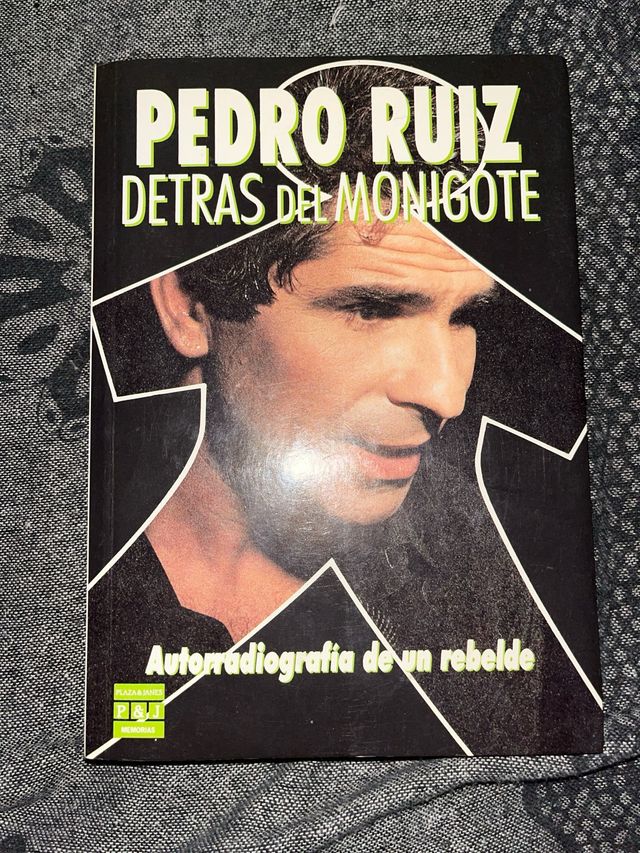 PEDRO RUIZ
DETRAS DEL MONIGOTE
Autorradiografía de un rebelde
PLAZA & JANES
P & J
MEMORIAS